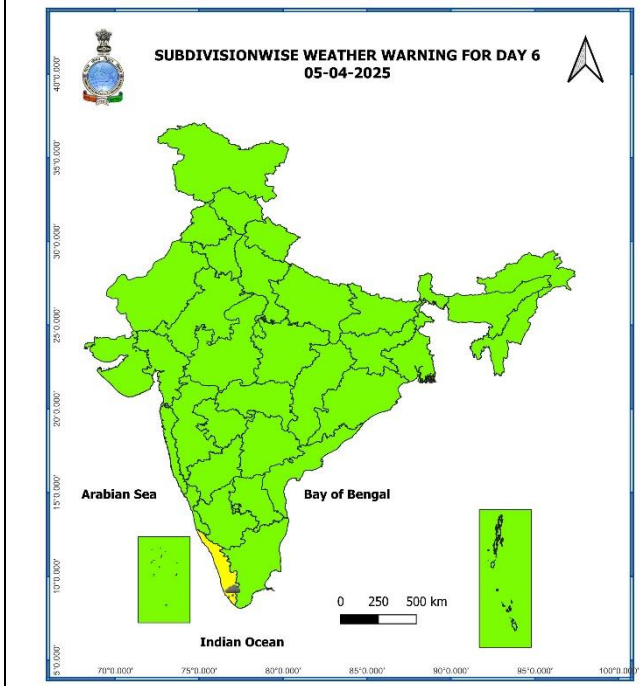 SUBDIVISIONWISE WEATHER WARNING FOR DAY 6
05-04-2025
40°0.000'
35°0.000'
30°0.000'
25°0.000'
20°0.000'
15°0.000'
10°0.000'
5°0.000'
Arabian Sea
Bay of Bengal
0 250 500 km
Indian Ocean
70°0.000' 75°0.000' 80°0.000' 85°0.000' 90°0.000' 95°0.000' 100°0.000'